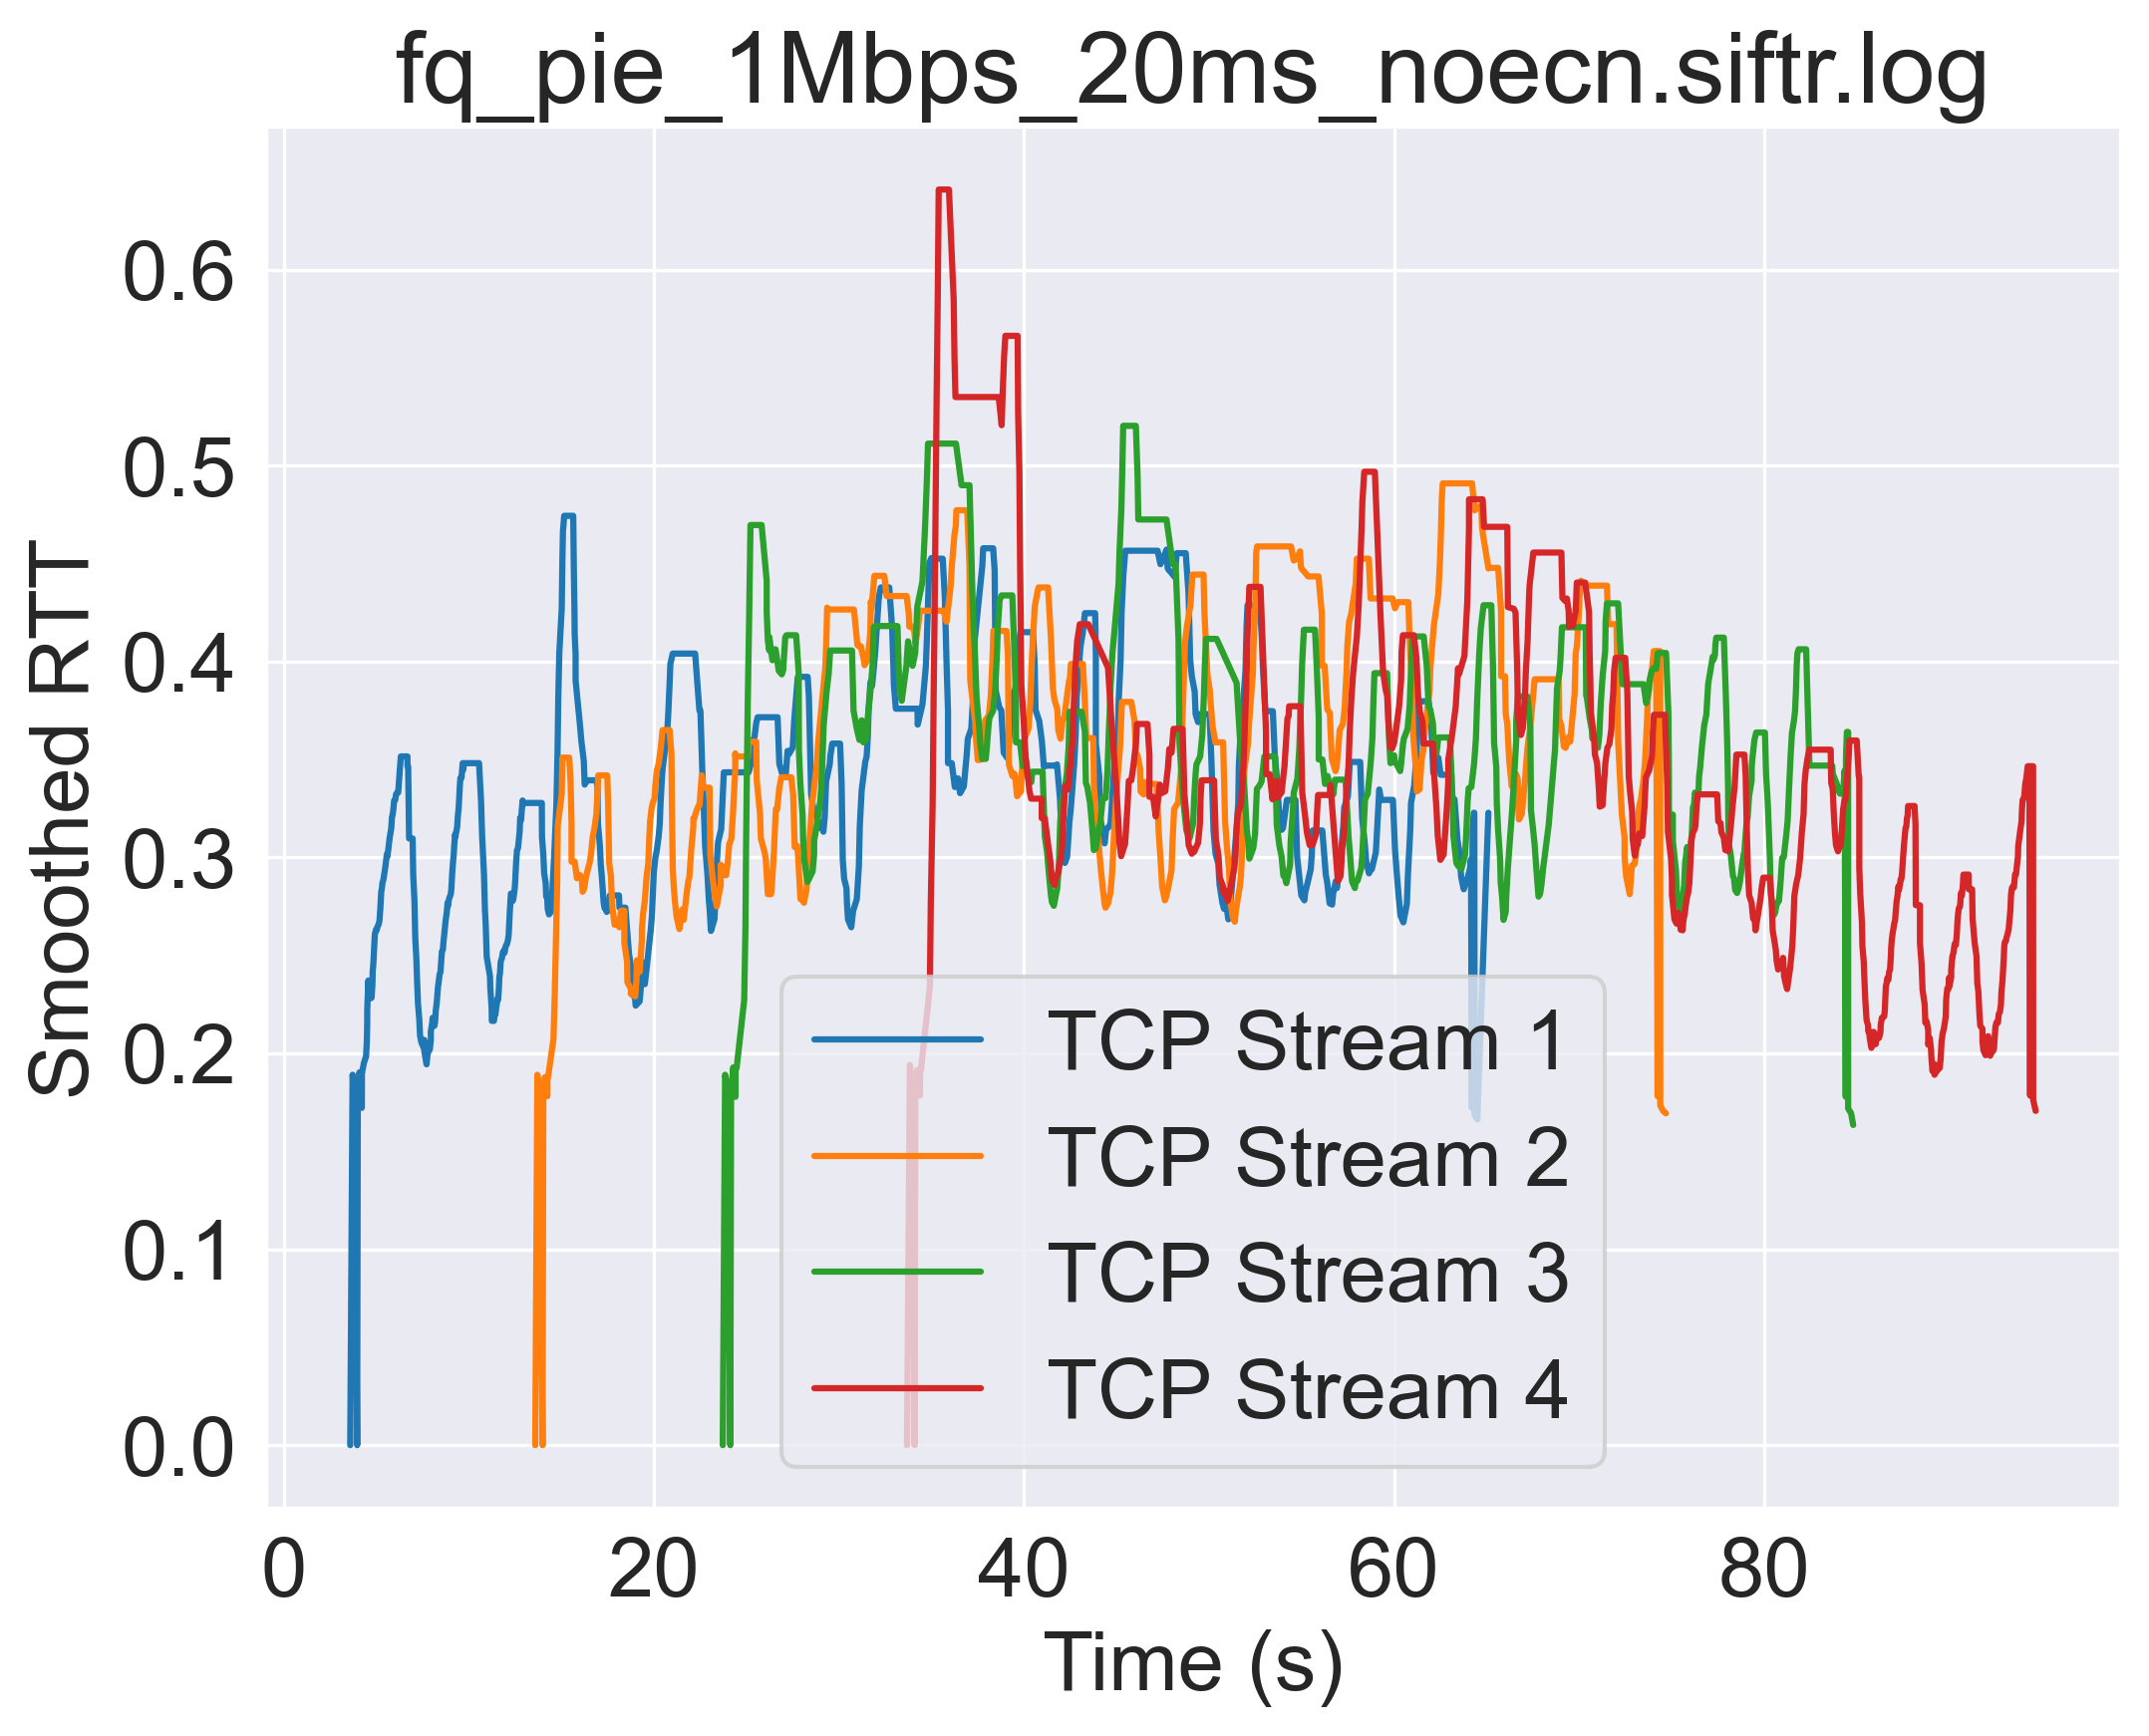 fq_pie_1Mbps_20ms_noecn.siftr.log
Smoothed RTT
0.6
0.5
0.4
0.3
0.2
0.1
0.0
TCP Stream 1
TCP Stream 2
TCP Stream 3
TCP Stream 4
0 20 40 60 80
Time (s)